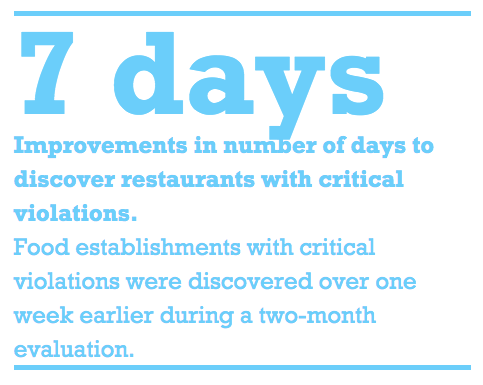 7 days
Improvements in number of days to
discover restaurants with critical
violations.
Food establishments with critical
violations were discovered over one
week earlier during a two-month
evaluation.